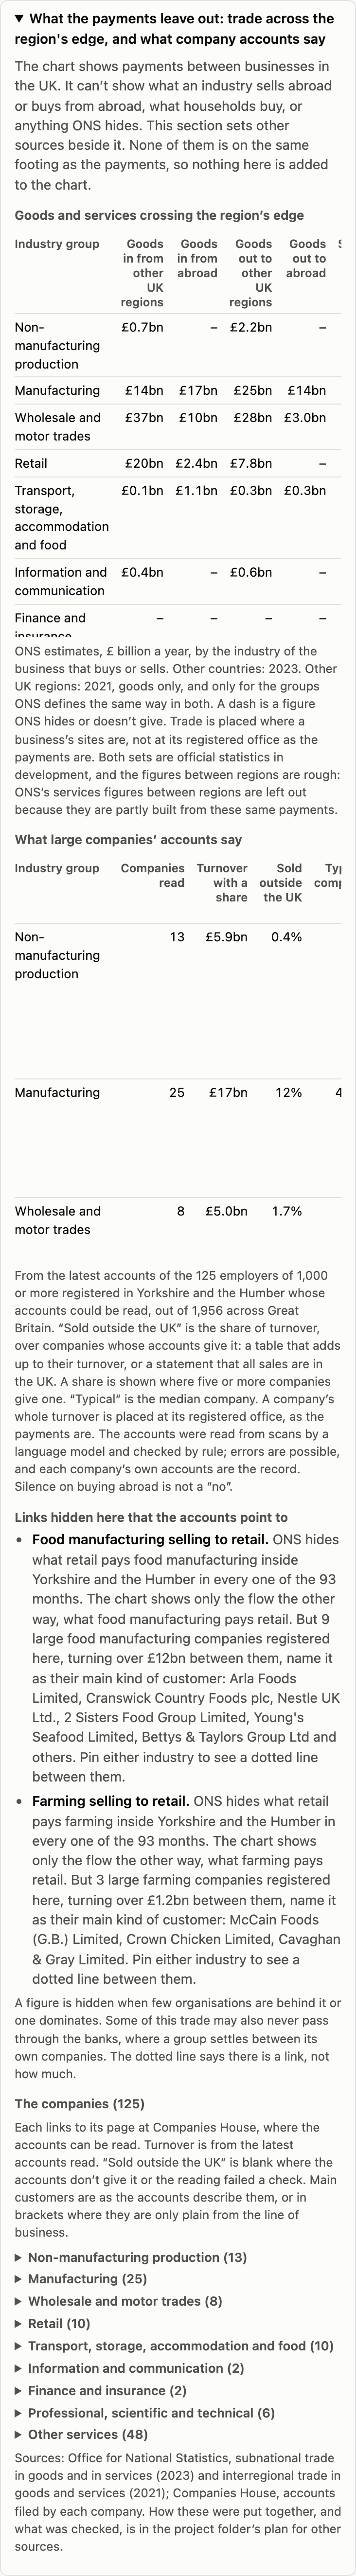 ▼ What the payments leave out: trade across the
region's edge, and what company accounts say
The chart shows payments between businesses in
the UK. It can’t show what an industry sells abroad
or buys from abroad, what households buy, or
anything ONS hides. This section sets other
sources beside it. None of them is on the same
footing as the payments, so nothing here is added
to the chart.
Goods and services crossing the region’s edge
Industry group Goods in from other UK regions Goods in from abroad Goods out to other UK regions Goods out to abroad
Non-manufacturing production £0.7bn – £2.2bn –
Manufacturing £14bn £17bn £25bn £14bn
Wholesale and motor trades £37bn £10bn £28bn £3.0bn
Retail £20bn £2.4bn £7.8bn –
Transport, storage, accommodation and food £0.1bn £1.1bn £0.3bn £0.3bn
Information and communication £0.4bn – £0.6bn –
Finance and insurance – – – –
ONS estimates, £ billion a year, by the industry of the
business that buys or sells. Other countries: 2023. Other
UK regions: 2021, goods only, and only for the groups
ONS defines the same way in both. A dash is a figure
ONS hides or doesn’t give. Trade is placed where a
business’s sites are, not at its registered office as the
payments are. Both sets are official statistics in
development, and the figures between regions are rough:
ONS’s services figures between regions are left out
because they are partly built from these same payments.
What large companies’ accounts say
Industry group Companies read Turnover with a share Sold outside the UK
Non-manufacturing production 13 £5.9bn 0.4%
Manufacturing 25 £17bn 12% 4
Wholesale and motor trades 8 £5.0bn 1.7%
From the latest accounts of the 125 employers of 1,000
or more registered in Yorkshire and the Humber whose
accounts could be read, out of 1,956 across Great
Britain. “Sold outside the UK” is the share of turnover,
over companies whose accounts give it: a table that adds
up to their turnover, or a statement that all sales are in
the UK. A share is shown where five or more companies
give one. “Typical” is the median company. A company’s
whole turnover is placed at its registered office, as the
payments are. The accounts were read from scans by a
language model and checked by rule; errors are possible,
and each company’s own accounts are the record.
Silence on buying abroad is not a “no”.
Links hidden here that the accounts point to
• Food manufacturing selling to retail. ONS hides
what retail pays food manufacturing inside
Yorkshire and the Humber in every one of the 93
months. The chart shows only the flow the other
way, what food manufacturing pays retail. But 9
large food manufacturing companies registered
here, turning over £12bn between them, name it
as their main kind of customer: Arla Foods
Limited, Cranswick Country Foods plc, Nestle UK
Ltd., 2 Sisters Food Group Limited, Young's
Seafood Limited, Bettys & Taylors Group Ltd and
others. Pin either industry to see a dotted line
between them.
• Farming selling to retail. ONS hides what retail
pays farming inside Yorkshire and the Humber in
every one of the 93 months. The chart shows
only the flow the other way, what farming pays
retail. But 3 large farming companies registered
here, turning over £1.2bn between them, name it
as their main kind of customer: McCain Foods
(G.B.) Limited, Crown Chicken Limited, Cavaghan
& Gray Limited. Pin either industry to see a
dotted line between them.
A figure is hidden when few organisations are behind it or
one dominates. Some of this trade may also never pass
through the banks, where a group settles between its
own companies. The dotted line says there is a link, not
how much.
The companies (125)
Each links to its page at Companies House, where the
accounts can be read. Turnover is from the latest
accounts read. “Sold outside the UK” is blank where the
accounts don’t give it or the reading failed a check. Main
customers are as the accounts describe them, or in
brackets where they are only plain from the line of
business.
▶ Non-manufacturing production (13)
▶ Manufacturing (25)
▶ Wholesale and motor trades (8)
▶ Retail (10)
▶ Transport, storage, accommodation and food (10)
▶ Information and communication (2)
▶ Finance and insurance (2)
▶ Professional, scientific and technical (6)
▶ Other services (48)
Sources: Office for National Statistics, subnational trade
in goods and in services (2023) and interregional trade in
goods and services (2021); Companies House, accounts
filed by each company. How these were put together, and
what was checked, is in the project folder’s plan for other
sources.